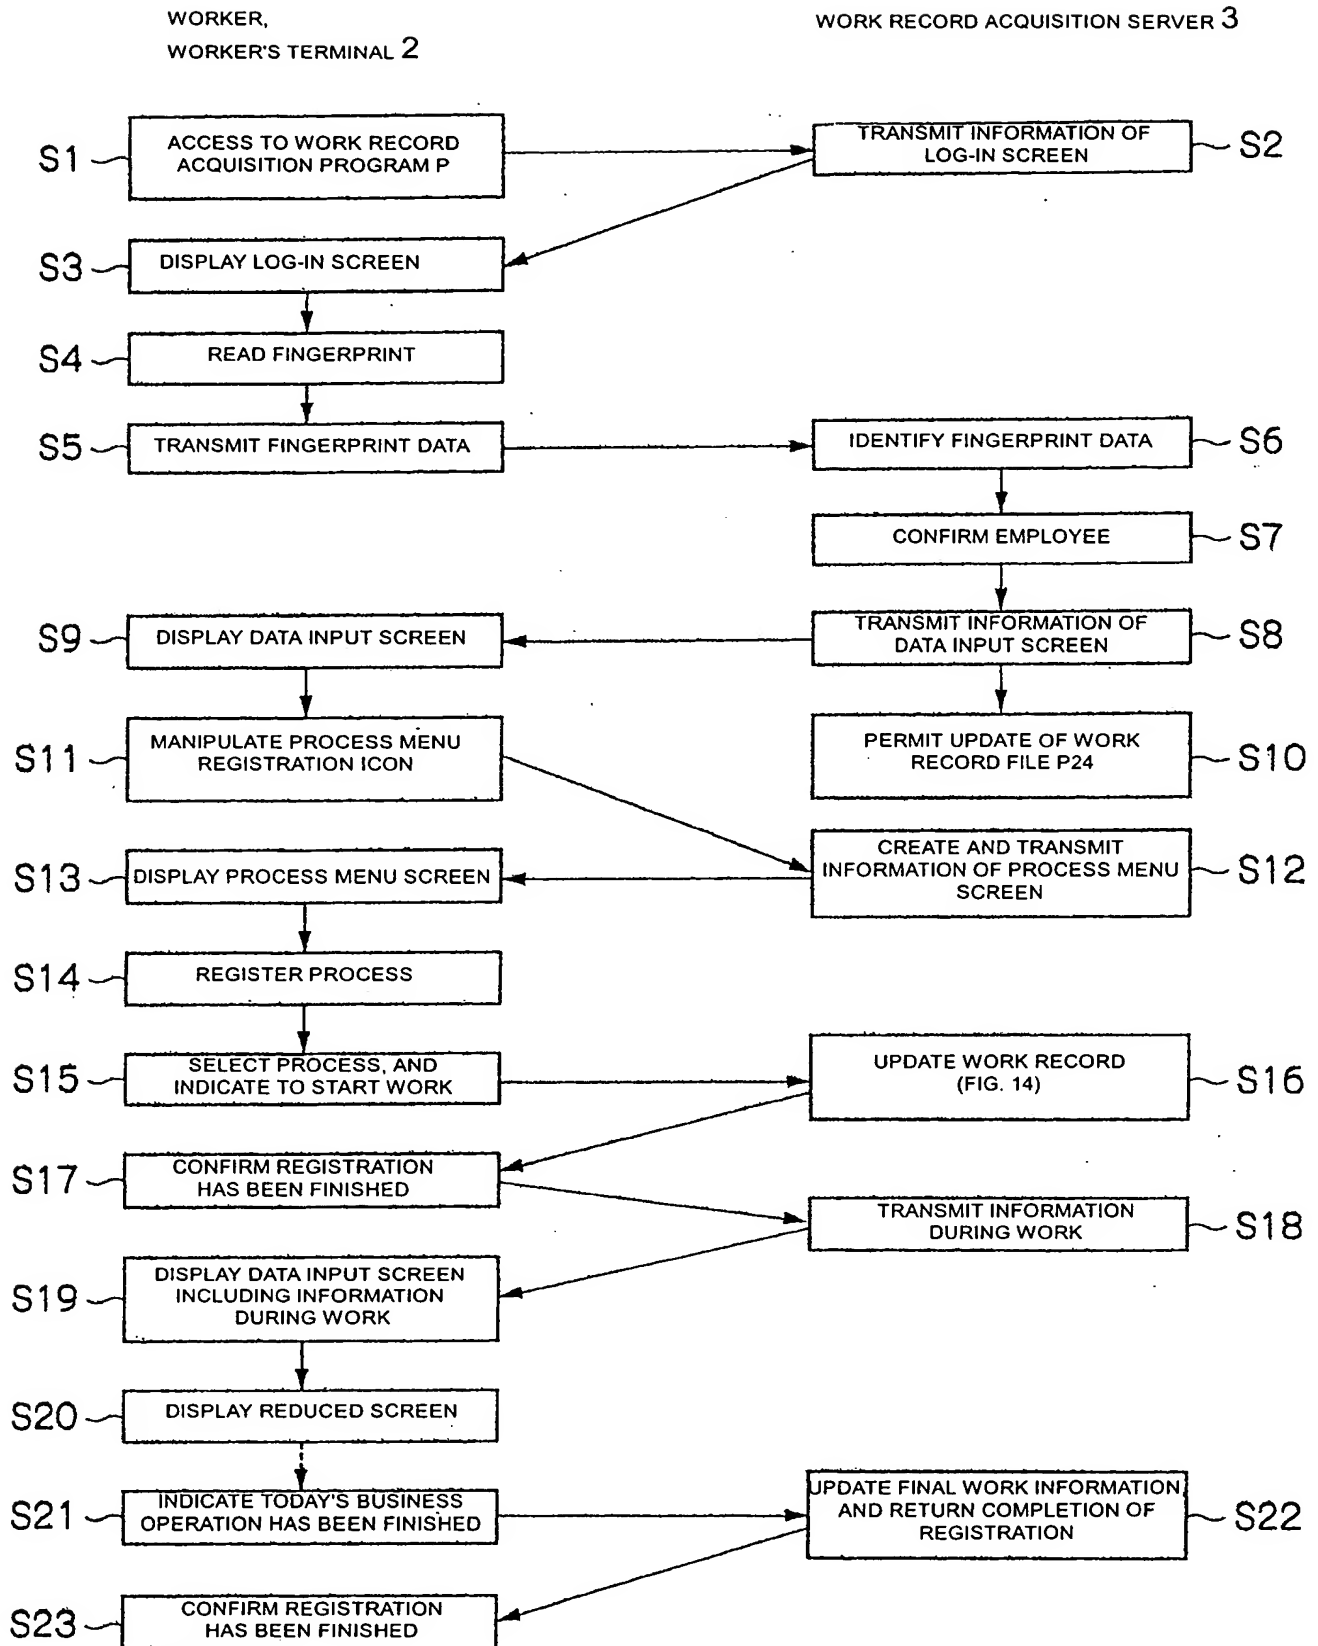 WORKER,
WORKER'S TERMINAL 2
WORK RECORD ACQUISITION SERVER 3
S1
ACCESS TO WORK RECORD
ACQUISITION PROGRAM P
TRANSMIT INFORMATION OF
LOG-IN SCREEN
S2
S3
DISPLAY LOG-IN SCREEN
S4
READ FINGERPRINT
S5
TRANSMIT FINGERPRINT DATA
IDENTIFY FINGERPRINT DATA
S6
CONFIRM EMPLOYEE
S7
S9
DISPLAY DATA INPUT SCREEN
TRANSMIT INFORMATION OF
DATA INPUT SCREEN
S8
S11
MANIPULATE PROCESS MENU
REGISTRATION ICON
PERMIT UPDATE OF WORK
RECORD FILE P24
S10
S13
DISPLAY PROCESS MENU SCREEN
CREATE AND TRANSMIT
INFORMATION OF PROCESS MENU
SCREEN
S12
S14
REGISTER PROCESS
S15
SELECT PROCESS, AND
INDICATE TO START WORK
UPDATE WORK RECORD
(FIG. 14)
S16
S17
CONFIRM REGISTRATION
HAS BEEN FINISHED
TRANSMIT INFORMATION
DURING WORK
S18
S19
DISPLAY DATA INPUT SCREEN
INCLUDING INFORMATION
DURING WORK
S20
DISPLAY REDUCED SCREEN
S21
INDICATE TODAY'S BUSINESS
OPERATION HAS BEEN FINISHED
UPDATE FINAL WORK INFORMATION
AND RETURN COMPLETION OF
REGISTRATION
S22
S23
CONFIRM REGISTRATION
HAS BEEN FINISHED